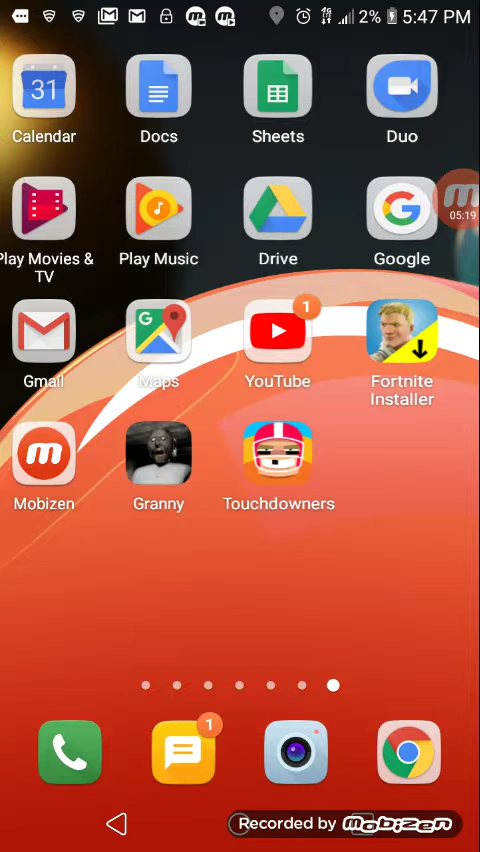 2% 5:47 PM
31
Calendar
Docs
Sheets
Duo
m
05:19
Play Movies &
TV
Play Music
Drive
Google
G
1
Gmail
Maps
YouTube
Fortnite
Installer
m
Mobizen
Granny
Touchdowners
1
Recorded by Mobizen